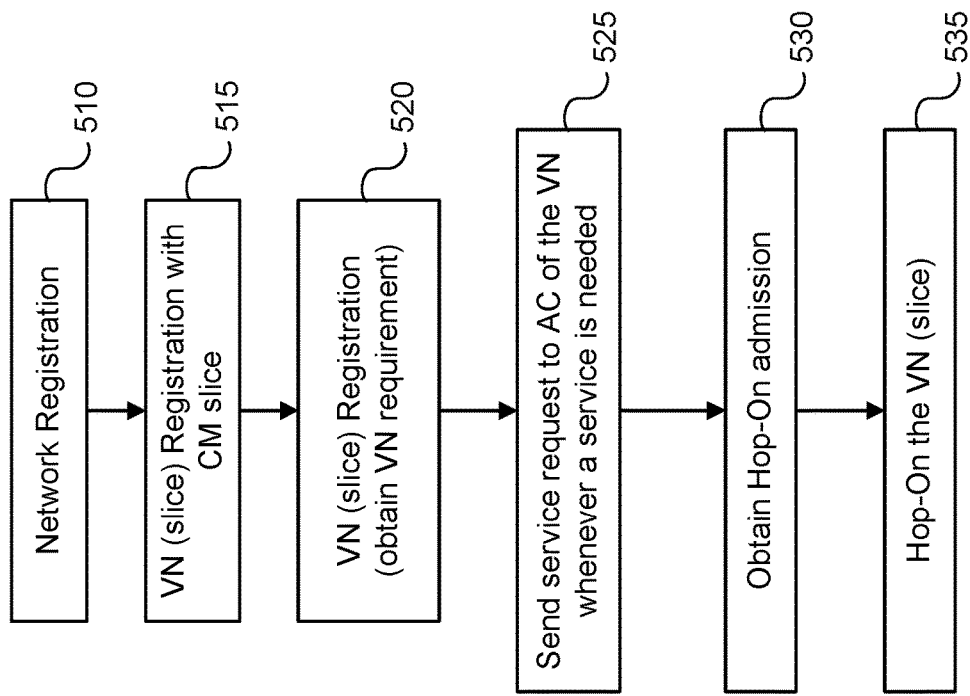 Network Registration
510
VN (slice) Registration with
CM slice
515
VN (slice) Registration
(obtain VN requirement)
520
Send service request to AC of the VN
whenever a service is needed
525
Obtain Hop-On admission
530
Hop-On the VN (slice)
535